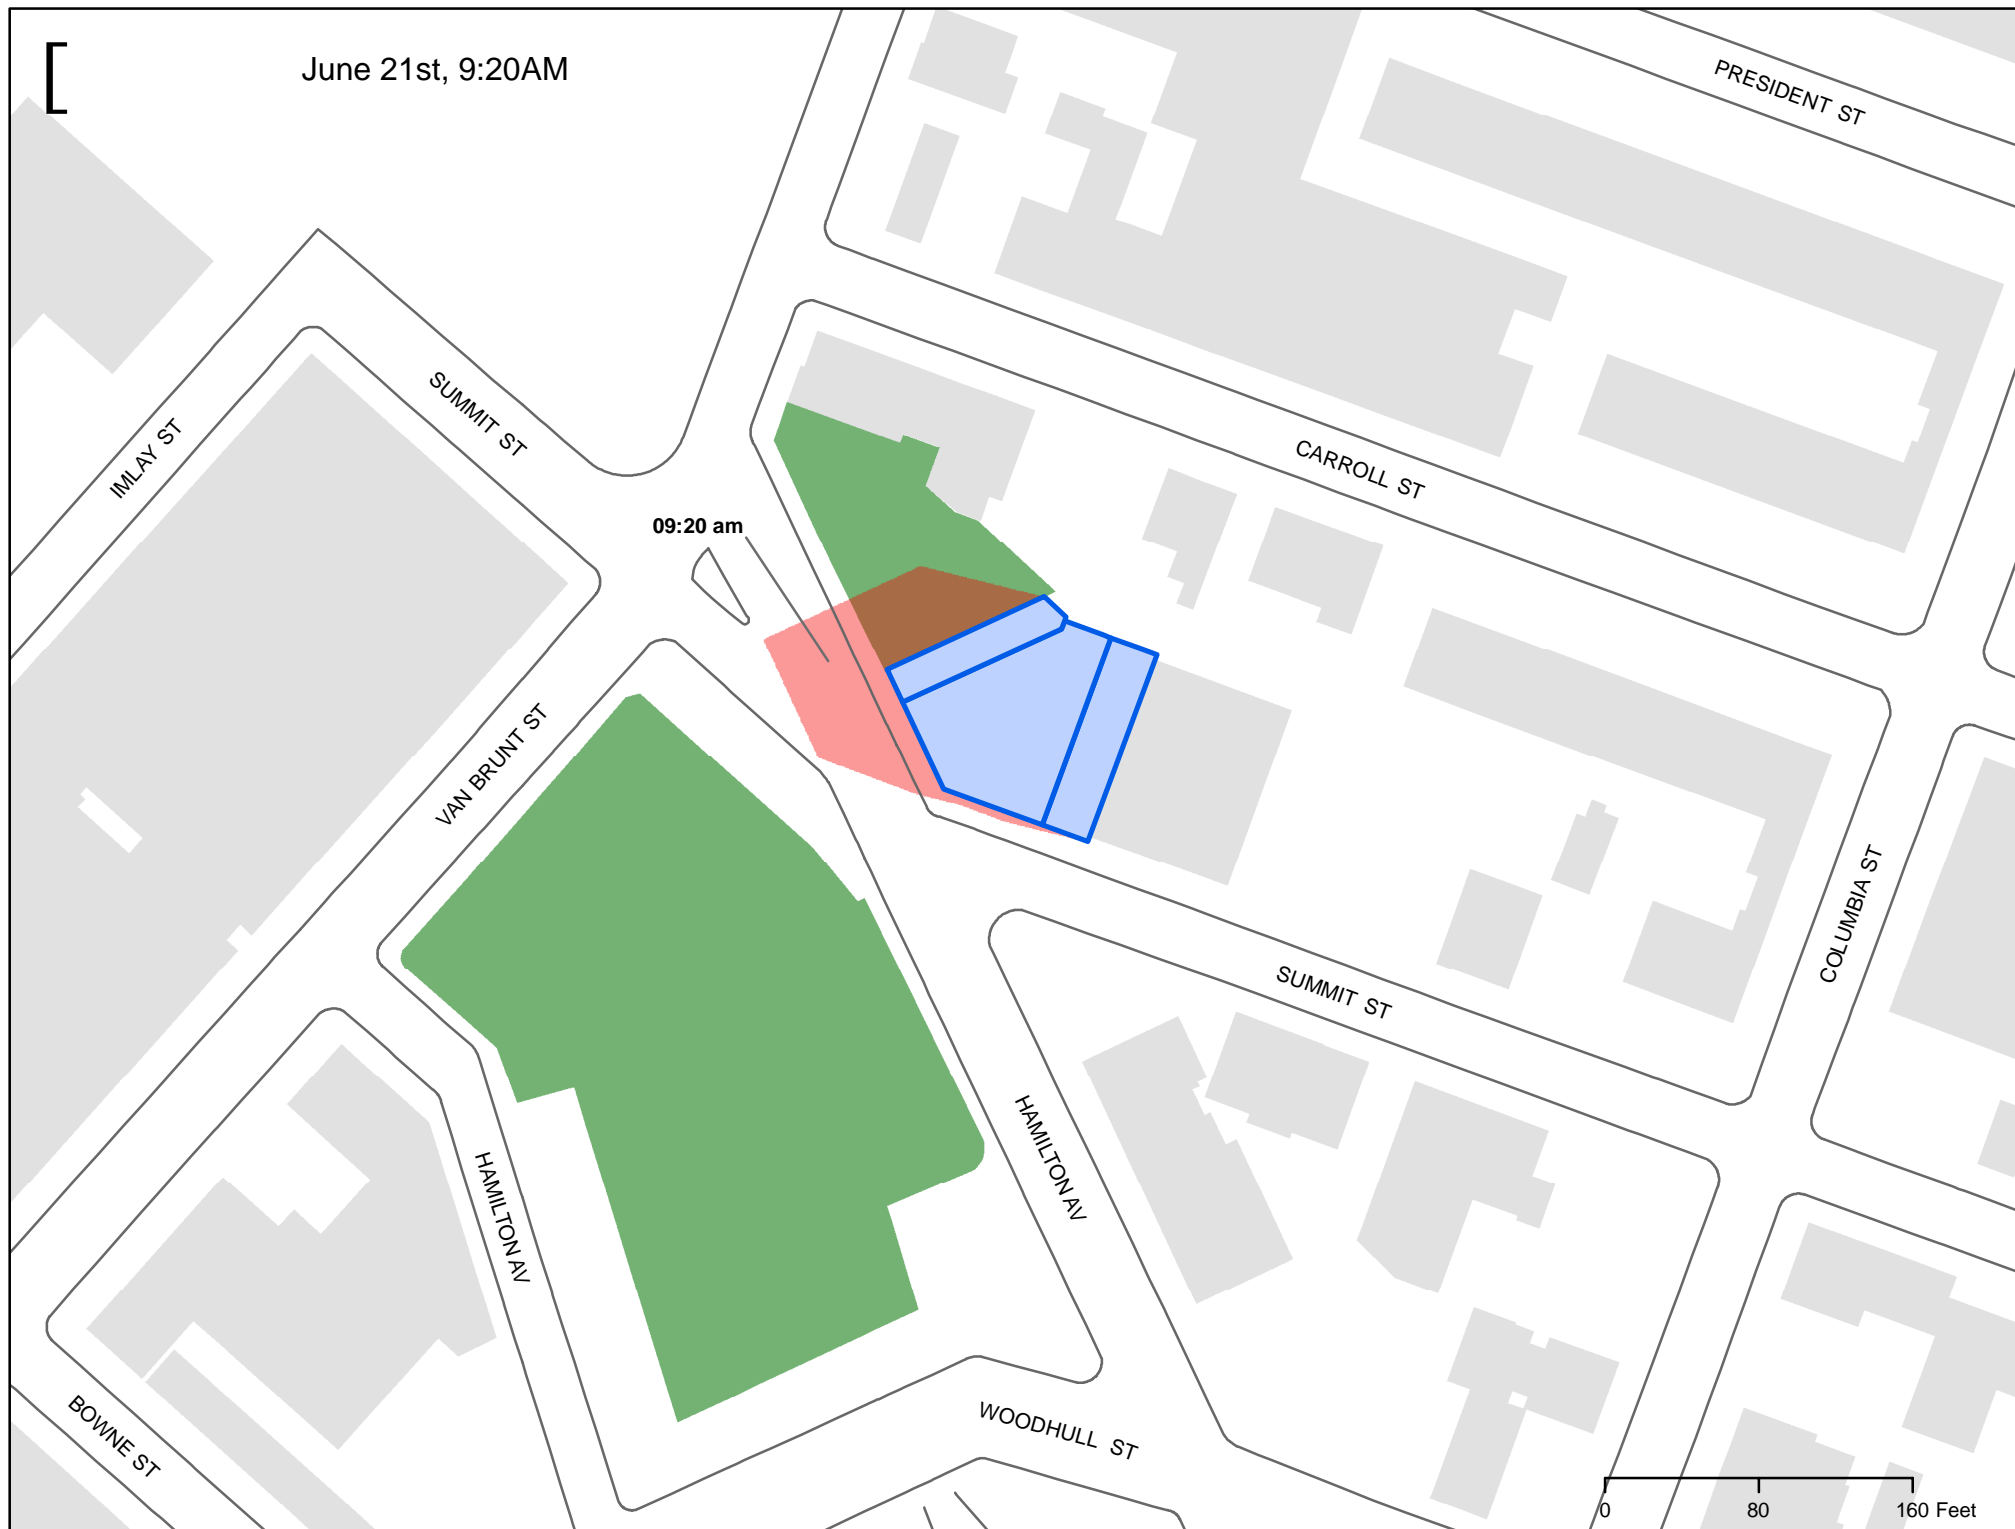 [
June 21st, 9:20AM
PRESIDENT ST
SUMMIT ST
IMLAY ST
CARROLL ST
09:20 am
VAN BRUNT ST
COLUMBIA ST
SUMMIT ST
HAMILTON AV
HAMILTON AV
WOODHULL ST
BOWNE ST
0 80 160 Feet